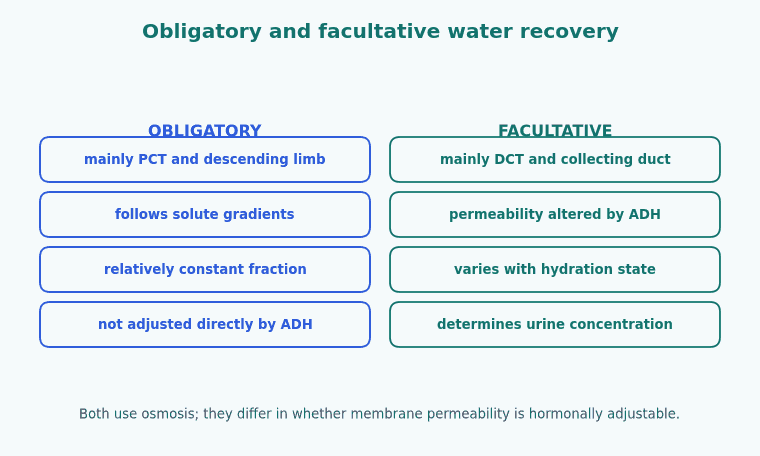 Obligatory and facultative water recovery
OBLIGATORY
mainly PCT and descending limb
follows solute gradients
relatively constant fraction
not adjusted directly by ADH
FACULTATIVE
mainly DCT and collecting duct
permeability altered by ADH
varies with hydration state
determines urine concentration
Both use osmosis; they differ in whether membrane permeability is hormonally adjustable.